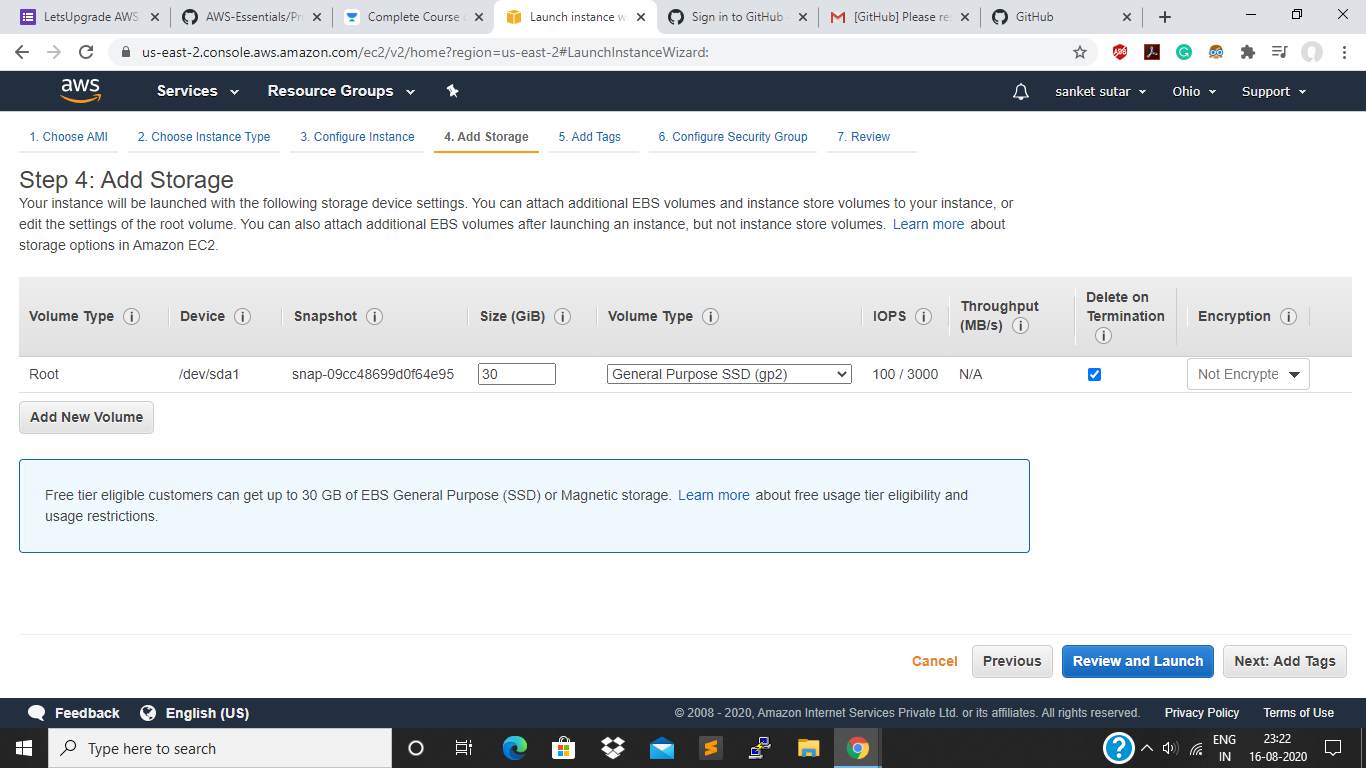 LetsUpgrade AWS
AWS-Essentials/Pr
Complete Course
Launch instance w
Sign in to GitHub
[GitHub] Please re
GitHub
us-east-2.console.aws.amazon.com/ec2/v2/home?region=us-east-2#LaunchInstanceWizard:
aws
Services
Resource Groups
sanket sutar
Ohio
Support
1. Choose AMI
2. Choose Instance Type
3. Configure Instance
4. Add Storage
5. Add Tags
6. Configure Security Group
7. Review
Step 4: Add Storage
Your instance will be launched with the following storage device settings. You can attach additional EBS volumes and instance store volumes to your instance, or
edit the settings of the root volume. You can also attach additional EBS volumes after launching an instance, but not instance store volumes. Learn more about
storage options in Amazon EC2.
Volume Type
Device
Snapshot
Size (GiB)
Volume Type
IOPS
Throughput
(MB/s)
Delete on
Termination
Encryption
Root
/dev/sda1
snap-09cc48699d0f64e95
30
General Purpose SSD (gp2)
100 / 3000
N/A
Not Encrypte
Add New Volume
Free tier eligible customers can get up to 30 GB of EBS General Purpose (SSD) or Magnetic storage. Learn more about free usage tier eligibility and
usage restrictions.
Cancel
Previous
Review and Launch
Next: Add Tags
Feedback
English (US)
© 2008 - 2020, Amazon Internet Services Private Ltd. or its affiliates. All rights reserved.
Privacy Policy
Terms of Use
Type here to search
ENG
IN
23:22
16-08-2020